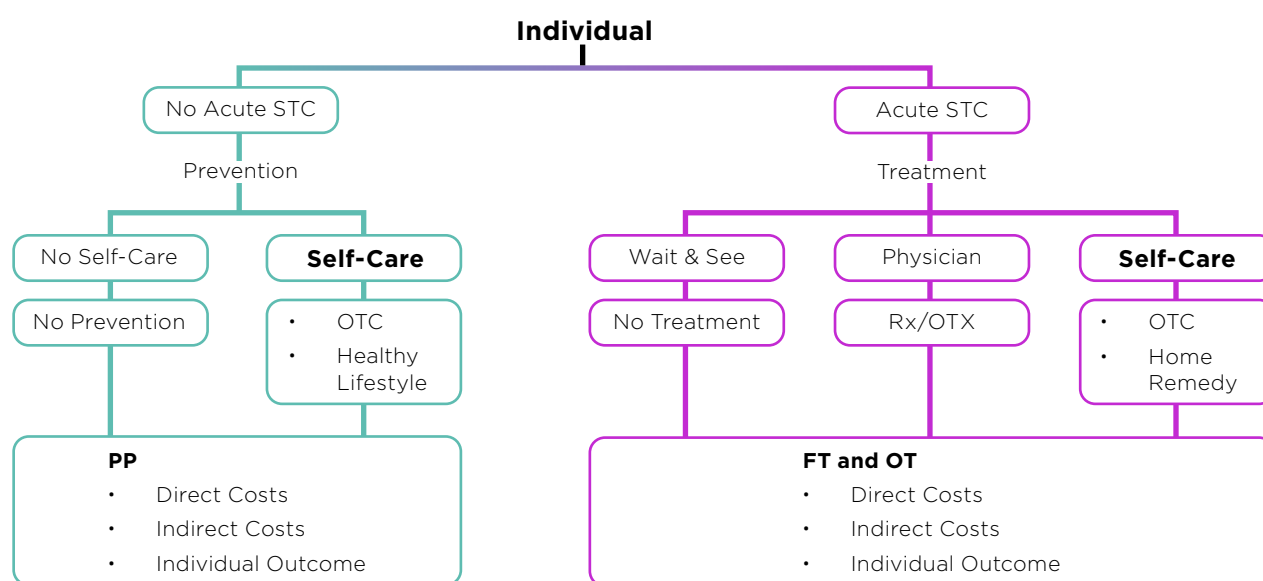 Individual
No Acute STC
Acute STC
Prevention
Treatment
No Self-Care
Self-Care
Wait & See
Physician
Self-Care
No Prevention
• OTC
• Healthy
Lifestyle
No Treatment
Rx/OTX
• OTC
• Home
Remedy
PP
• Direct Costs
• Indirect Costs
• Individual Outcome
FT and OT
• Direct Costs
• Indirect Costs
• Individual Outcome